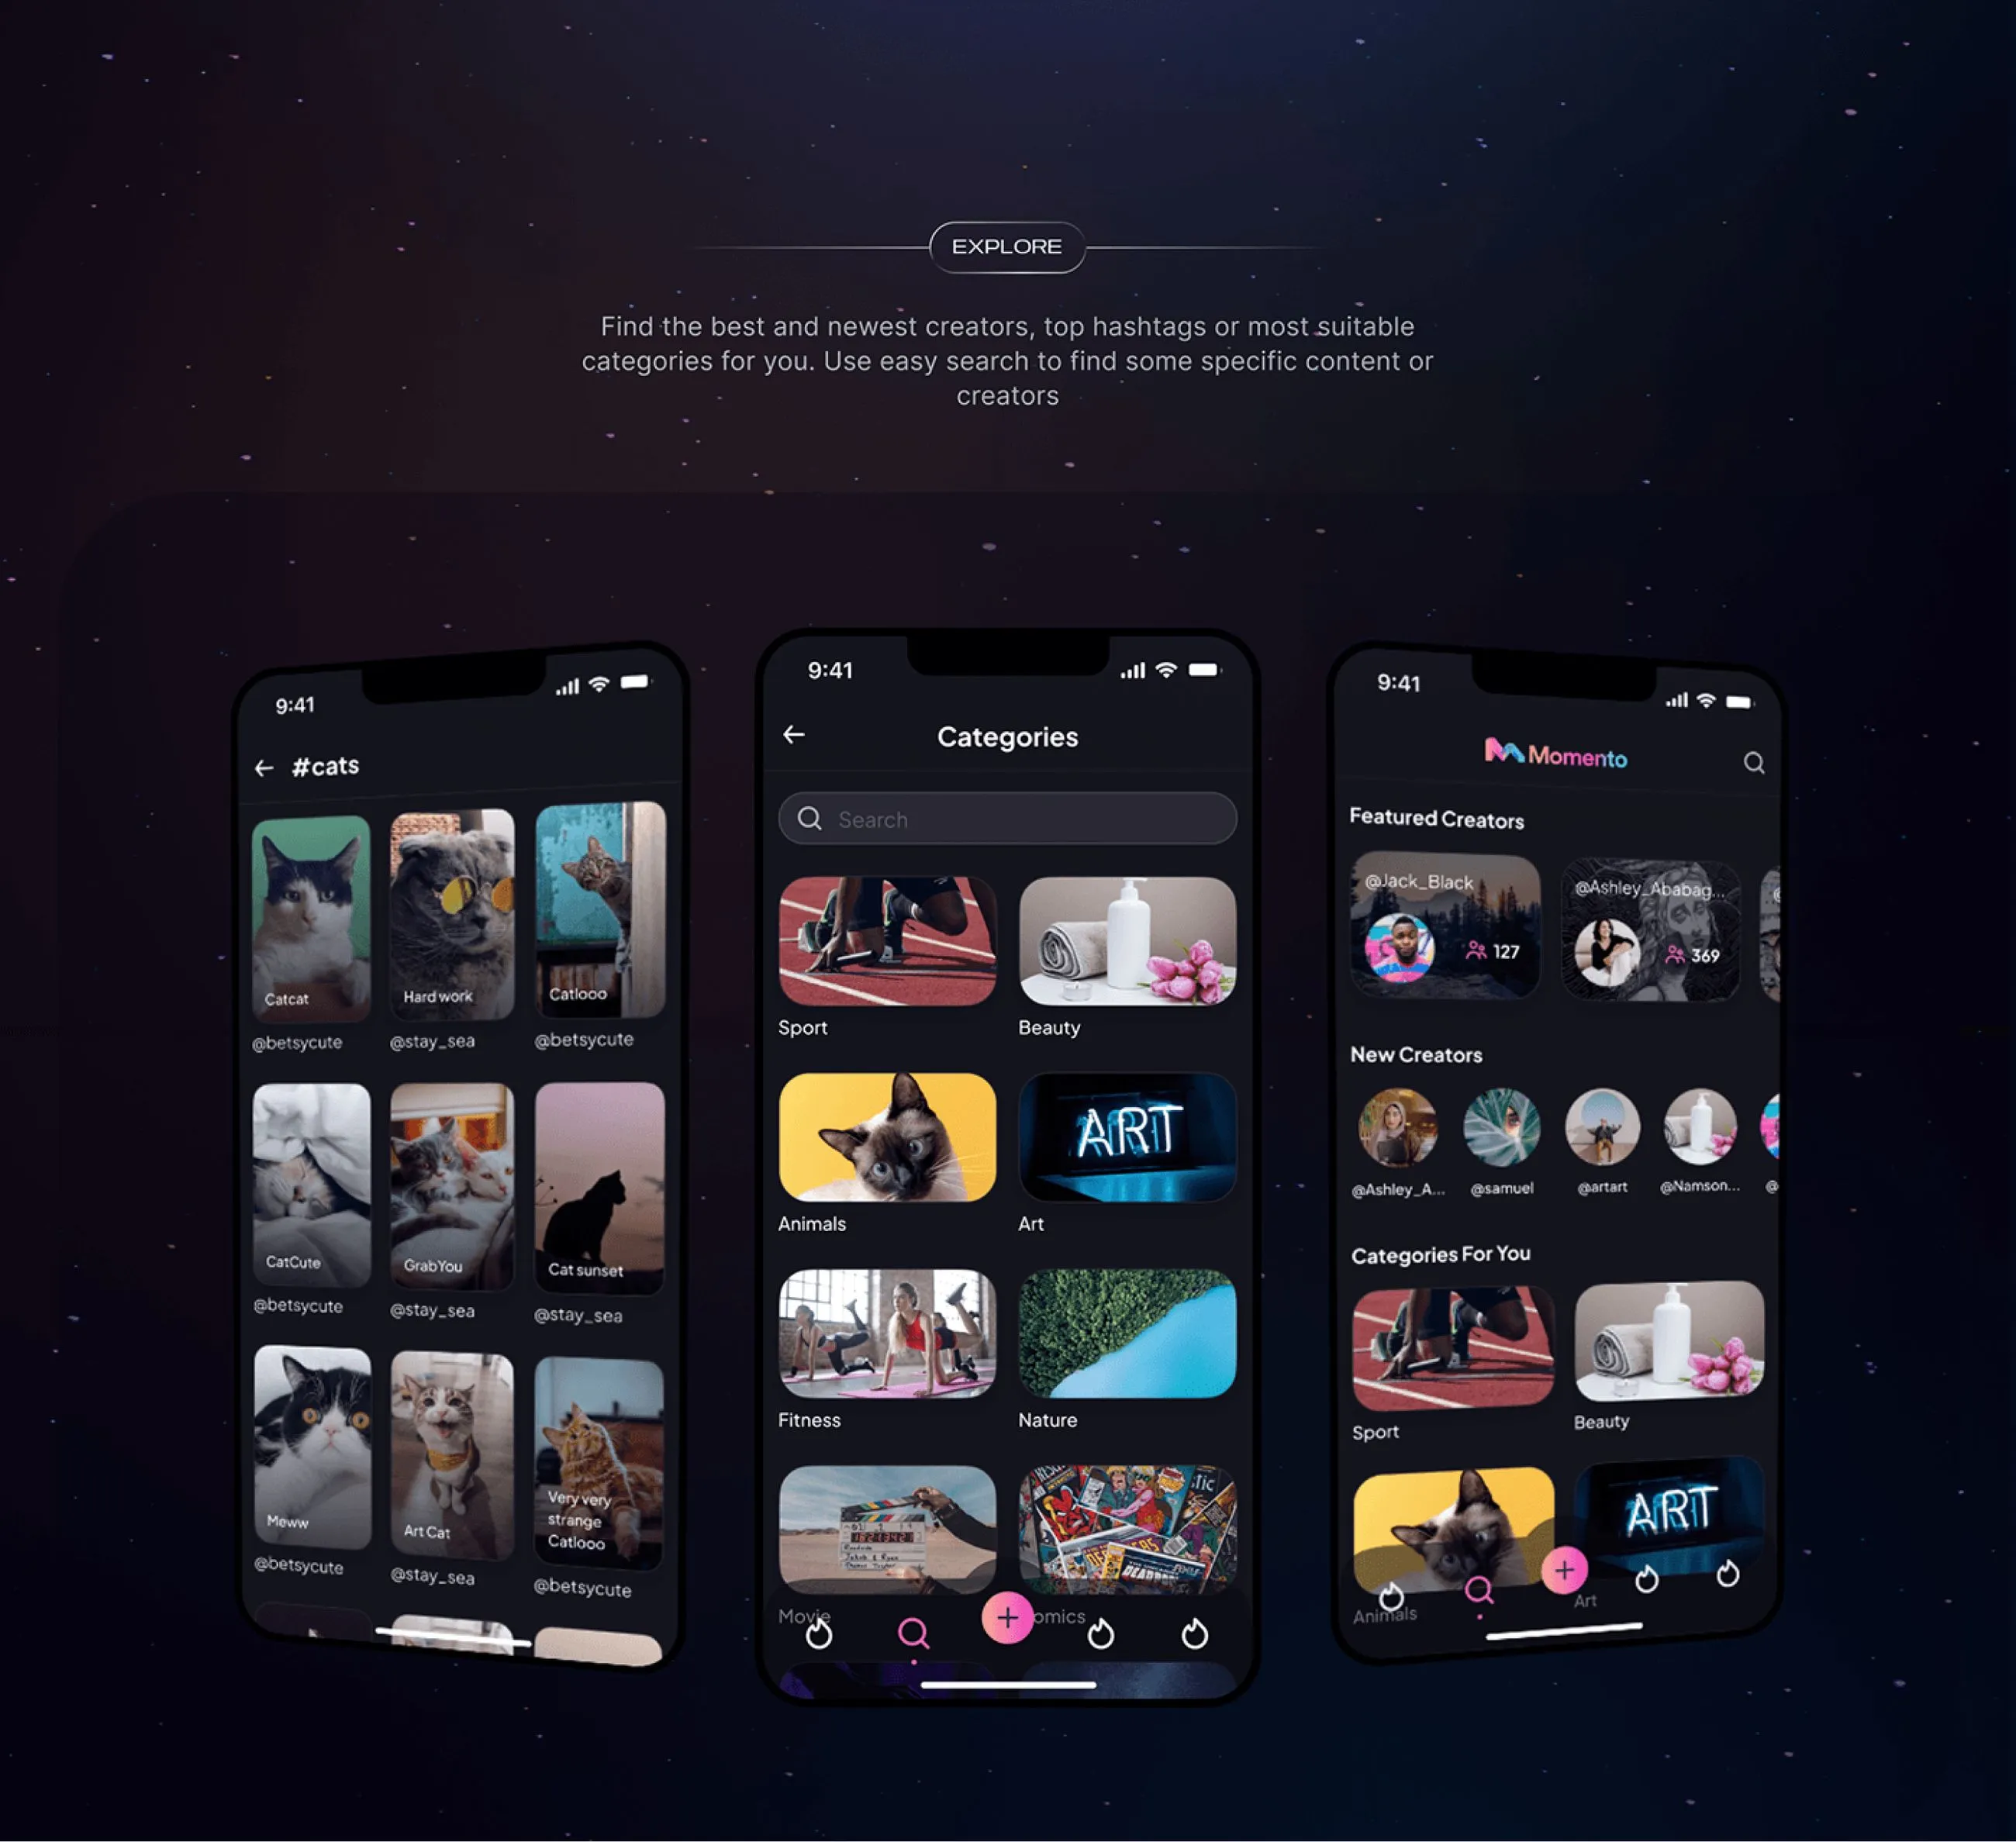 EXPLORE
Find the best and newest creators, top hashtags or most suitable
categories for you. Use easy search to find some specific content or
creators
9:41
#cats
Catcat
Hard work
Catlooo
@betsycute
@stay_sea
@betsycute
CatCute
GrabYou
Cat sunset
@betsycute
@stay_sea
@stay_sea
Meww
Art Cat
Very very
strange
Catlooo
@betsycute
@stay_sea
@betsycute
9:41
Categories
Search
Sport
Beauty
ART
Animals
Art
Fitness
Nature
DEADPOOL
Movie
omics
9:41
Momento
Featured Creators
@Jack_Black
127
@Ashley_Ababag...
369
@
New Creators
@Ashley_A...
@samuel
@artart
@Namson...
@
Categories For You
Sport
Beauty
ART
Animals
Art